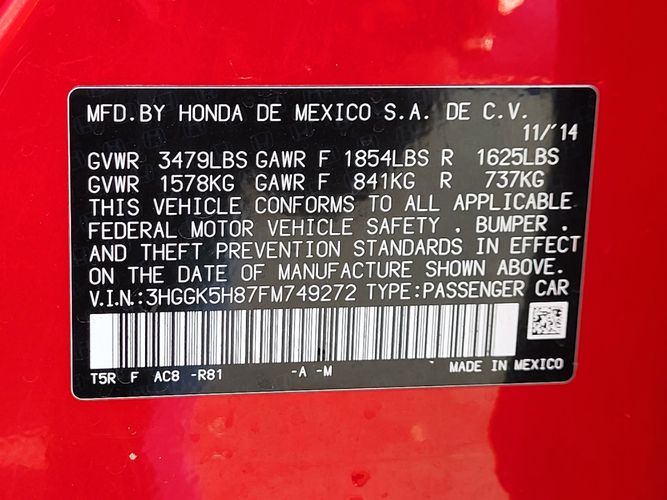 MFD.BY HONDA DE MEXICO S.A. DE C.V.
11/'14
GVWR 3479LBS GAWR F 1854LBS R 1625LBS
GVWR 1578KG GAWR F 841KG R 737KG
THIS VEHICLE CONFORMS TO ALL APPLICABLE
FEDERAL MOTOR VEHICLE SAFETY , BUMPER ,
AND THEFT PREVENTION STANDARDS IN EFFECT
ON THE DATE OF MANUFACTURE SHOWN ABOVE.
V.I.N.:3HGGK5H87FM749272 TYPE:PASSENGER CAR
T5R F AC8 -R81 -A -M MADE IN MEXICO